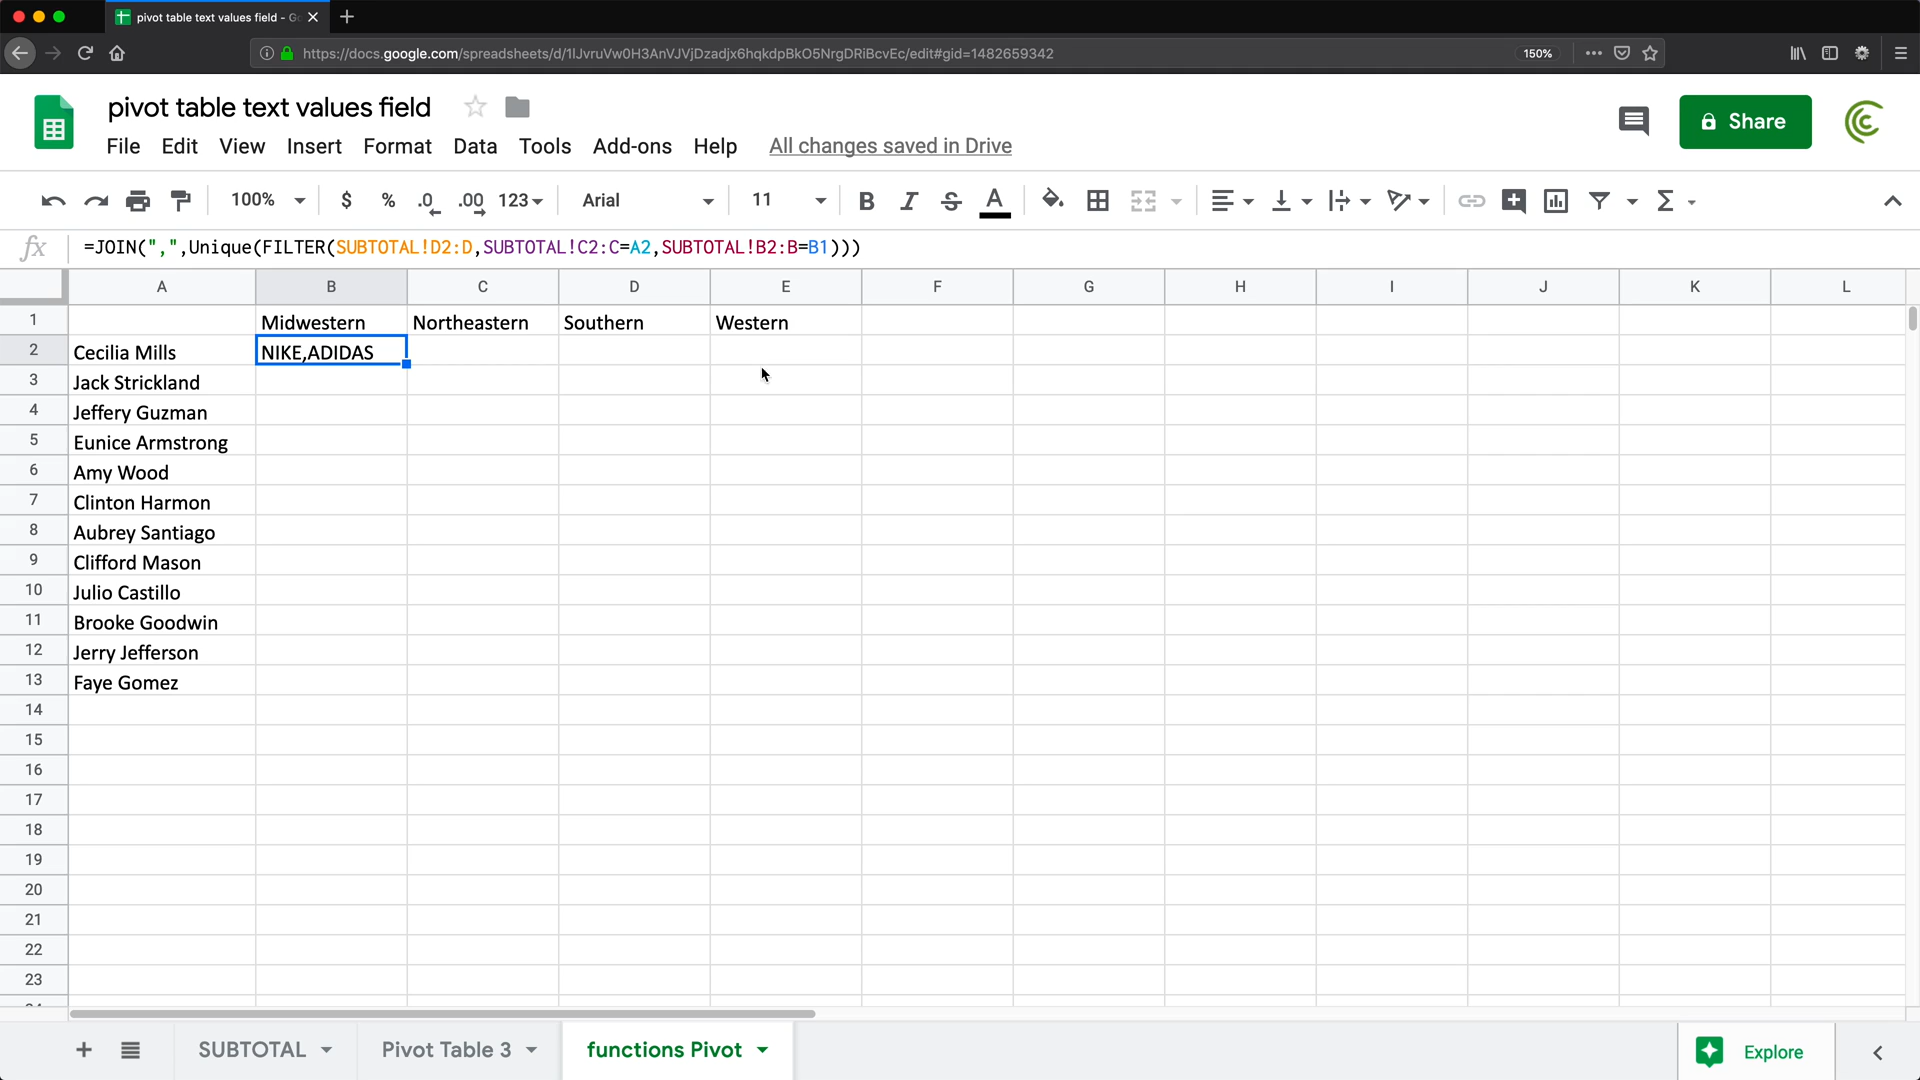 pivot table text values field - Go
https://docs.google.com/spreadsheets/d/1lJvruVw0H3AnVJVjDzadjx6hqkdpBkO5NrgDRiBcvEc/edit#gid=1482659342
150%
pivot table text values field
Share
File Edit View Insert Format Data Tools Add-ons Help All changes saved in Drive
100% $ % .0 .00 123 Arial 11 B I S A
fx =JOIN(",",Unique(FILTER(SUBTOTAL!D2:D,SUBTOTAL!C2:C=A2,SUBTOTAL!B2:B=B1)))
A B C D E F G H I J K L
1 Midwestern Northeastern Southern Western
2 Cecilia Mills NIKE,ADIDAS
3 Jack Strickland
4 Jeffery Guzman
5 Eunice Armstrong
6 Amy Wood
7 Clinton Harmon
8 Aubrey Santiago
9 Clifford Mason
10 Julio Castillo
11 Brooke Goodwin
12 Jerry Jefferson
13 Faye Gomez
14
15
16
17
18
19
20
21
22
23
SUBTOTAL Pivot Table 3 functions Pivot Explore